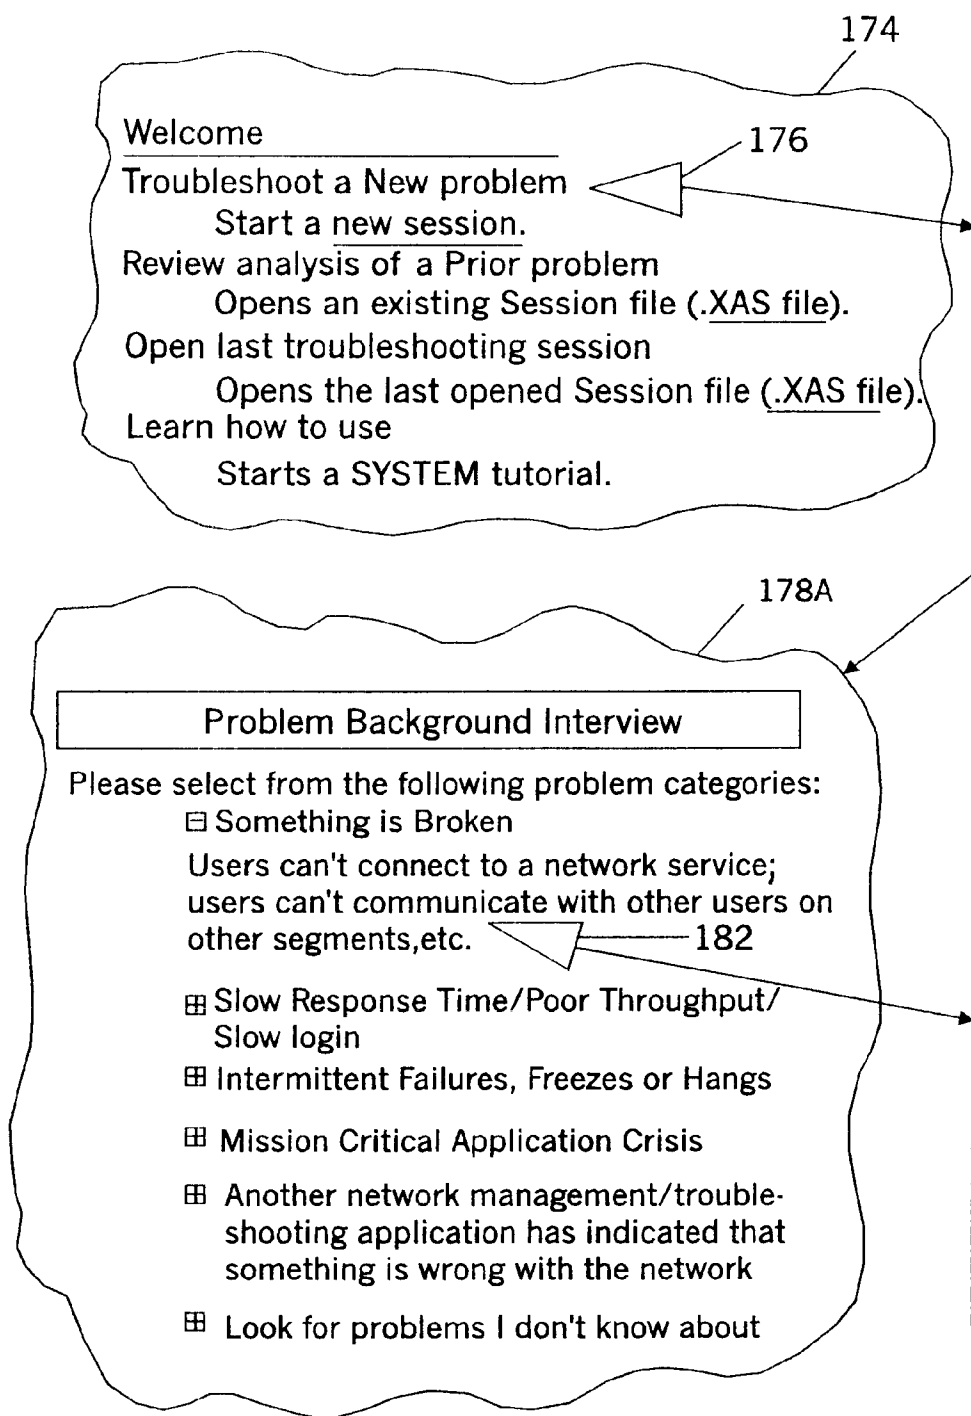 174
Welcome
176
Troubleshoot a New problem
Start a new session.
Review analysis of a Prior problem
Opens an existing Session file (.XAS file).
Open last troubleshooting session
Opens the last opened Session file (.XAS file).
Learn how to use
Starts a SYSTEM tutorial.
178A
Problem Background Interview
Please select from the following problem categories:
Something is Broken
Users can't connect to a network service;
users can't communicate with other users on
other segments,etc.
182
Slow Response Time/Poor Throughput/
Slow login
Intermittent Failures, Freezes or Hangs
Mission Critical Application Crisis
Another network management/trouble-
shooting application has indicated that
something is wrong with the network
Look for problems I don't know about